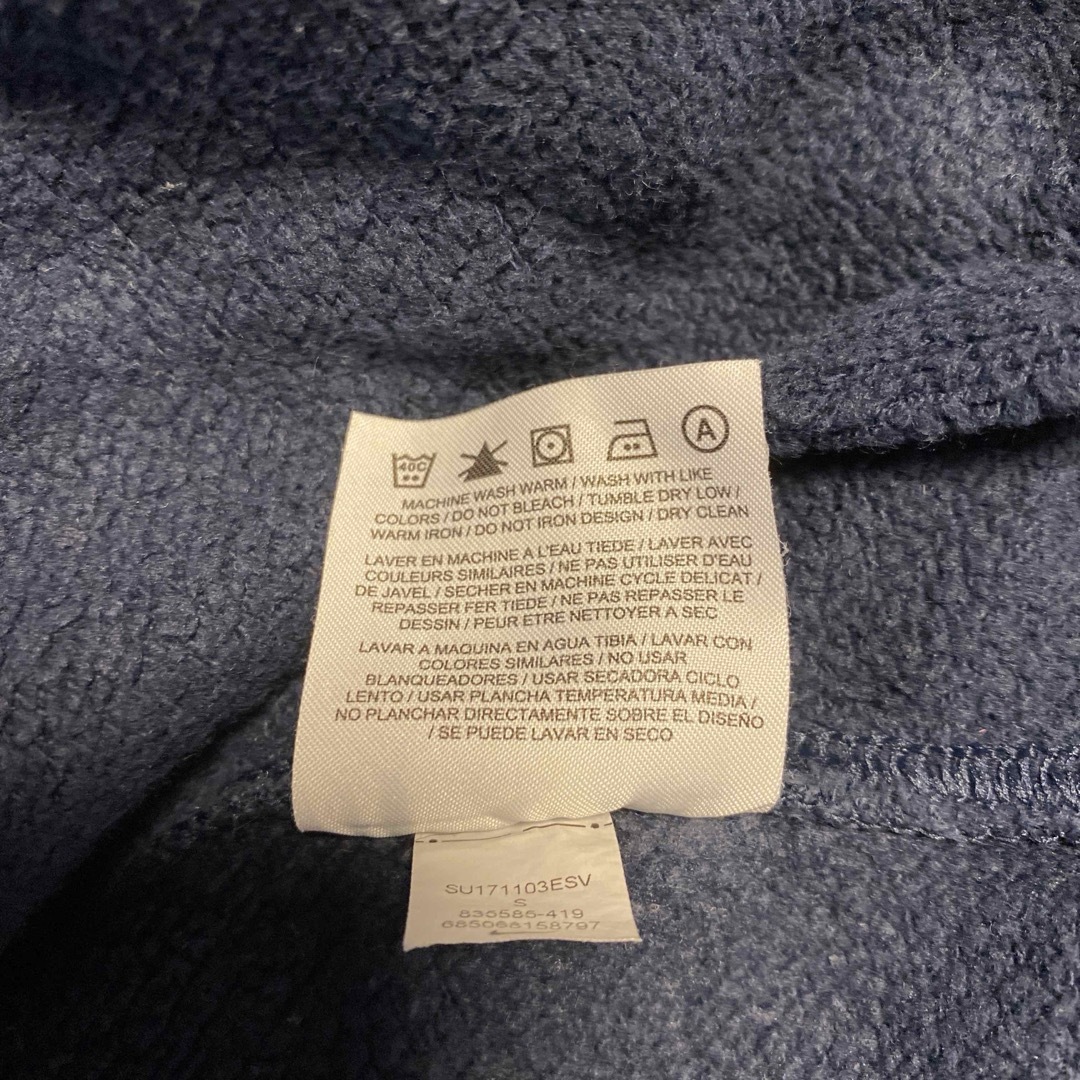 40C
A
MACHINE WASH WARM / WASH WITH LIKE
COLORS / DO NOT BLEACH / TUMBLE DRY LOW /
WARM IRON / DO NOT IRON DESIGN / DRY CLEAN
LAVER EN MACHINE A L'EAU TIEDE / LAVER AVEC
COULEURS SIMILAIRES / NE PAS UTILISER D'EAU
DE JAVEL / SECHER EN MACHINE CYCLE DELICAT /
REPASSER FER TIEDE / NE PAS REPASSER LE
DESSIN / PEUR ETRE NETTOYER A SEC
LAVAR A MAQUINA EN AGUA TIBIA / LAVAR CON
COLORES SIMILARES / NO USAR
BLANQUEADORES / USAR SECADORA CICLO
LENTO / USAR PLANCHA TEMPERATURA MEDIA /
NO PLANCHAR DIRECTAMENTE SOBRE EL DISEÑO
/ SE PUEDE LAVAR EN SECO
SU171103ESV
S
836585-419
685068158797